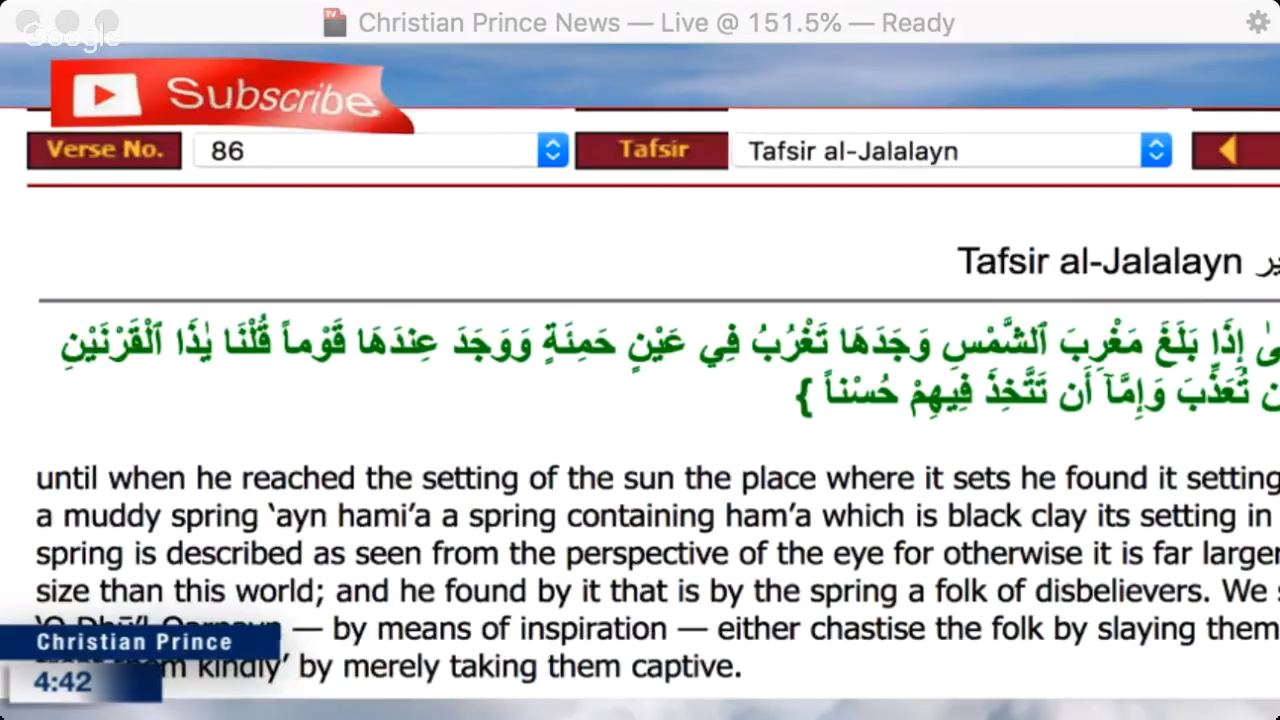 Christian Prince News — Live @ 151.5% — Ready
Google
TV
Subscribe
Verse No.
86
Tafsir
Tafsir al-Jalalayn
Tafsir al-Jalalayn
إِذَا بَلَغَ مَغْرِبَ ٱلشَّمْسِ وَجَدَهَا تَغْرُبُ فِي عَيْنٍ حَمِئَةٍ وَوَجَدَ عِندَهَا قَوْماً قُلْنَا يٰذَا ٱلْقَرْنَيْنِ
تُعَذِّبَ وَإِمَّآ أَن تَتَّخِذَ فِيهِمْ حُسْناً }
until when he reached the setting of the sun the place where it sets he found it setting
a muddy spring ‘ayn hami’a a spring containing ham’a which is black clay its setting in
spring is described as seen from the perspective of the eye for otherwise it is far larger
size than this world; and he found by it that is by the spring a folk of disbelievers. We
— by means of inspiration — either chastise the folk by slaying them
kindly’ by merely taking them captive.
Christian Prince
4:42